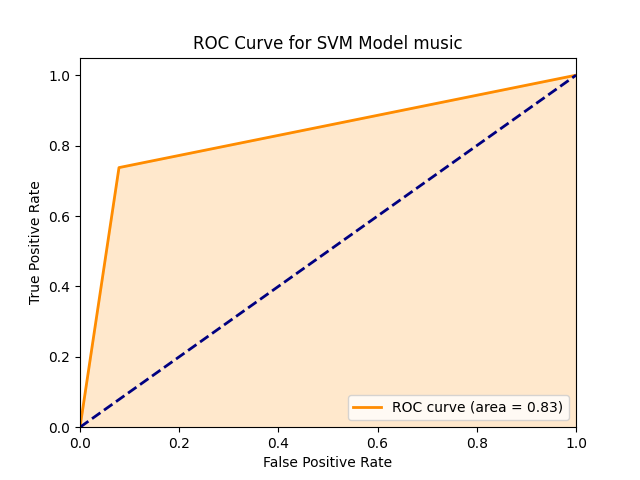 ROC Curve for SVM Model music
True Positive Rate
1.0
0.8
0.6
0.4
0.2
0.0
ROC curve (area = 0.83)
0.0 0.2 0.4 0.6 0.8 1.0
False Positive Rate